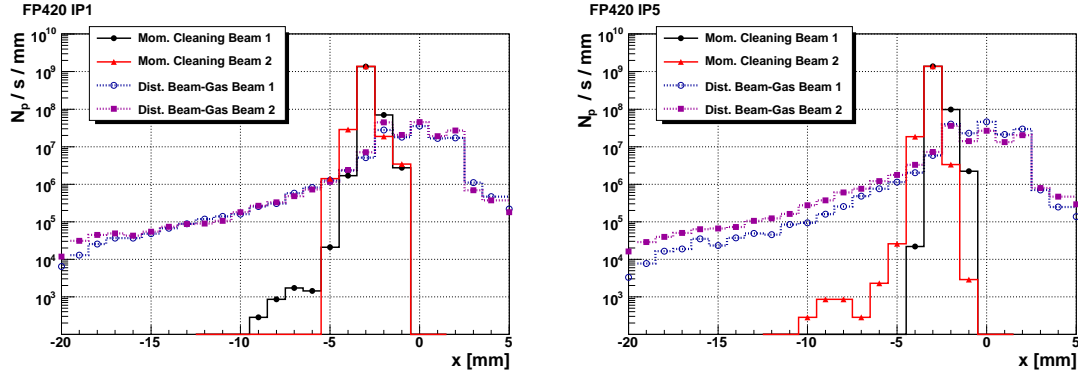 FP420 IP1
N_p / s / mm
10^10
10^9
10^8
10^7
10^6
10^5
10^4
10^3
Mom. Cleaning Beam 1
Mom. Cleaning Beam 2
Dist. Beam-Gas Beam 1
Dist. Beam-Gas Beam 2
-20 -15 -10 -5 0 5
x [mm]
FP420 IP5
N_p / s / mm
10^10
10^9
10^8
10^7
10^6
10^5
10^4
10^3
Mom. Cleaning Beam 1
Mom. Cleaning Beam 2
Dist. Beam-Gas Beam 1
Dist. Beam-Gas Beam 2
-20 -15 -10 -5 0 5
x [mm]